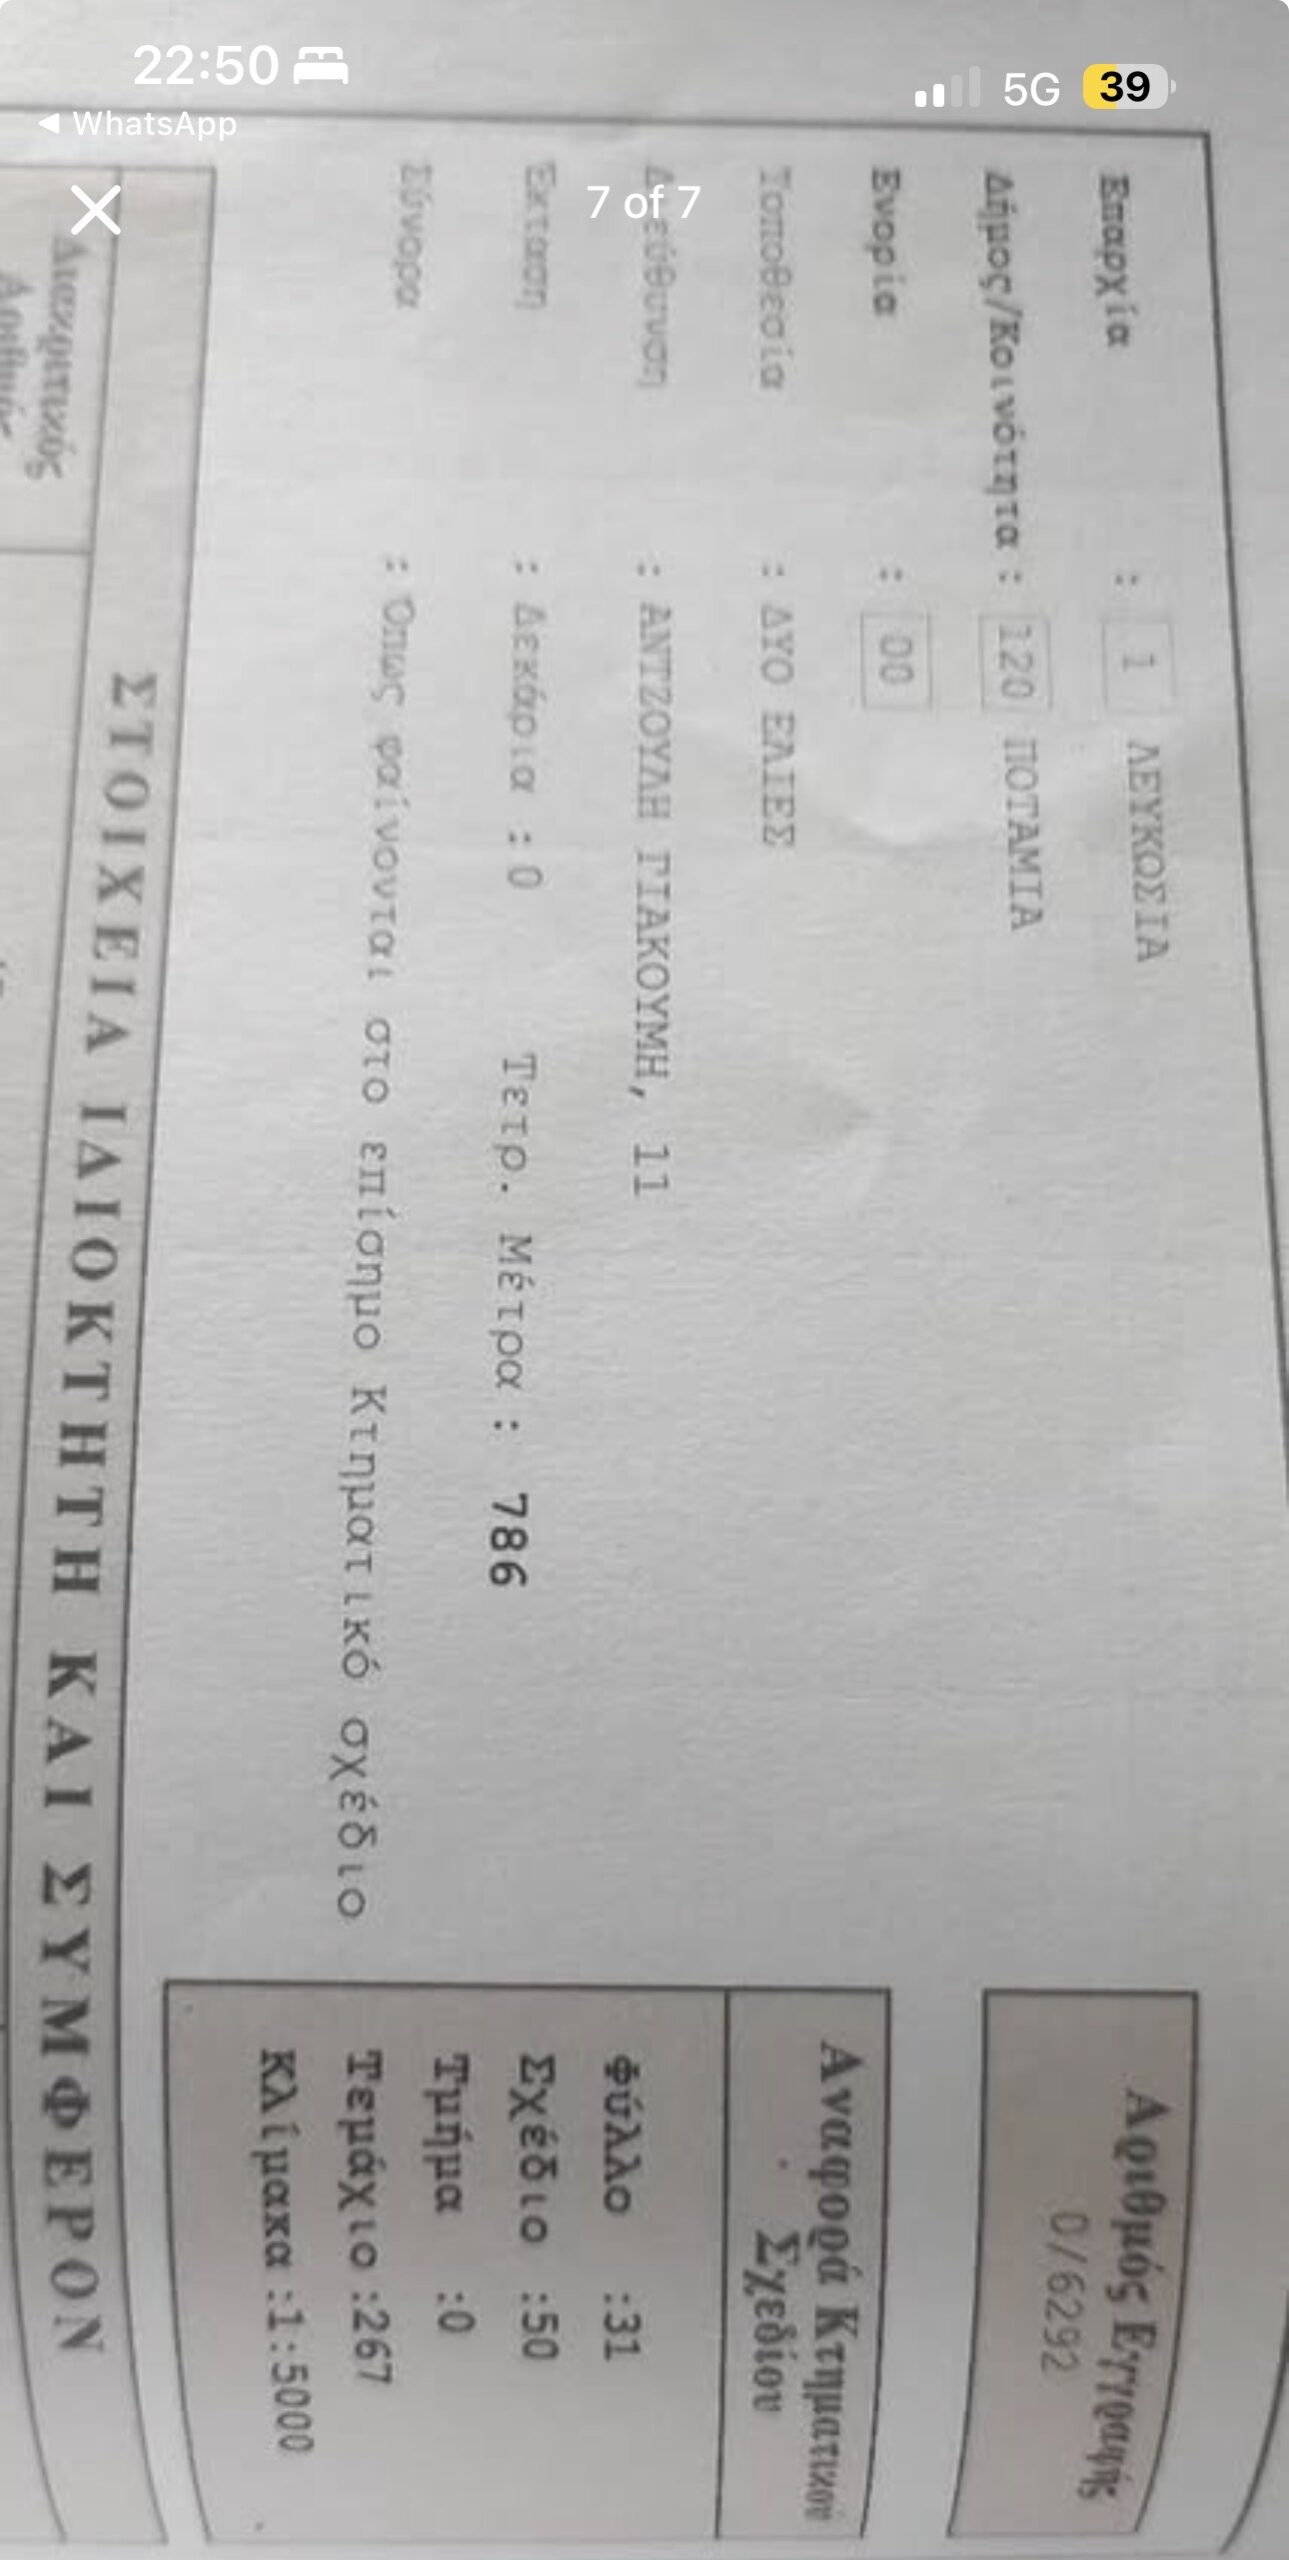 22:50
5G 39
WhatsApp
7 of 7
Επαρχία : 1 ΛΕΥΚΩΣΙΑ
Δήμος/Κοινότητα : 120 ΠΟΤΑΜΙΑ
Ενορία : 00
Τοποθεσία : ΔΥΟ ΕΛΙΕΣ
Διεύθυνση : ΑΝΤΖΟΥΛΗ ΓΙΑΚΟΥΜΗ, 11
Έκταση : Δεκάρια : 0 Τετρ. Μέτρα : 786
Σύνορα : Όπως φαίνονται στο επίσημο Κτηματικό σχέδιο
Αριθμός Εγγραφής
0/6292
Αναφορά Κτηματικού
Σχεδίου
Φύλλο :31
Σχέδιο :50
Τμήμα :0
Τεμάχιο :267
Κλίμακα :1:5000
ΣΤΟΙΧΕΙΑ ΙΔΙΟΚΤΗΤΗ ΚΑΙ ΣΥΜΦΕΡΟΝ
Διακριτικός
Αριθμός